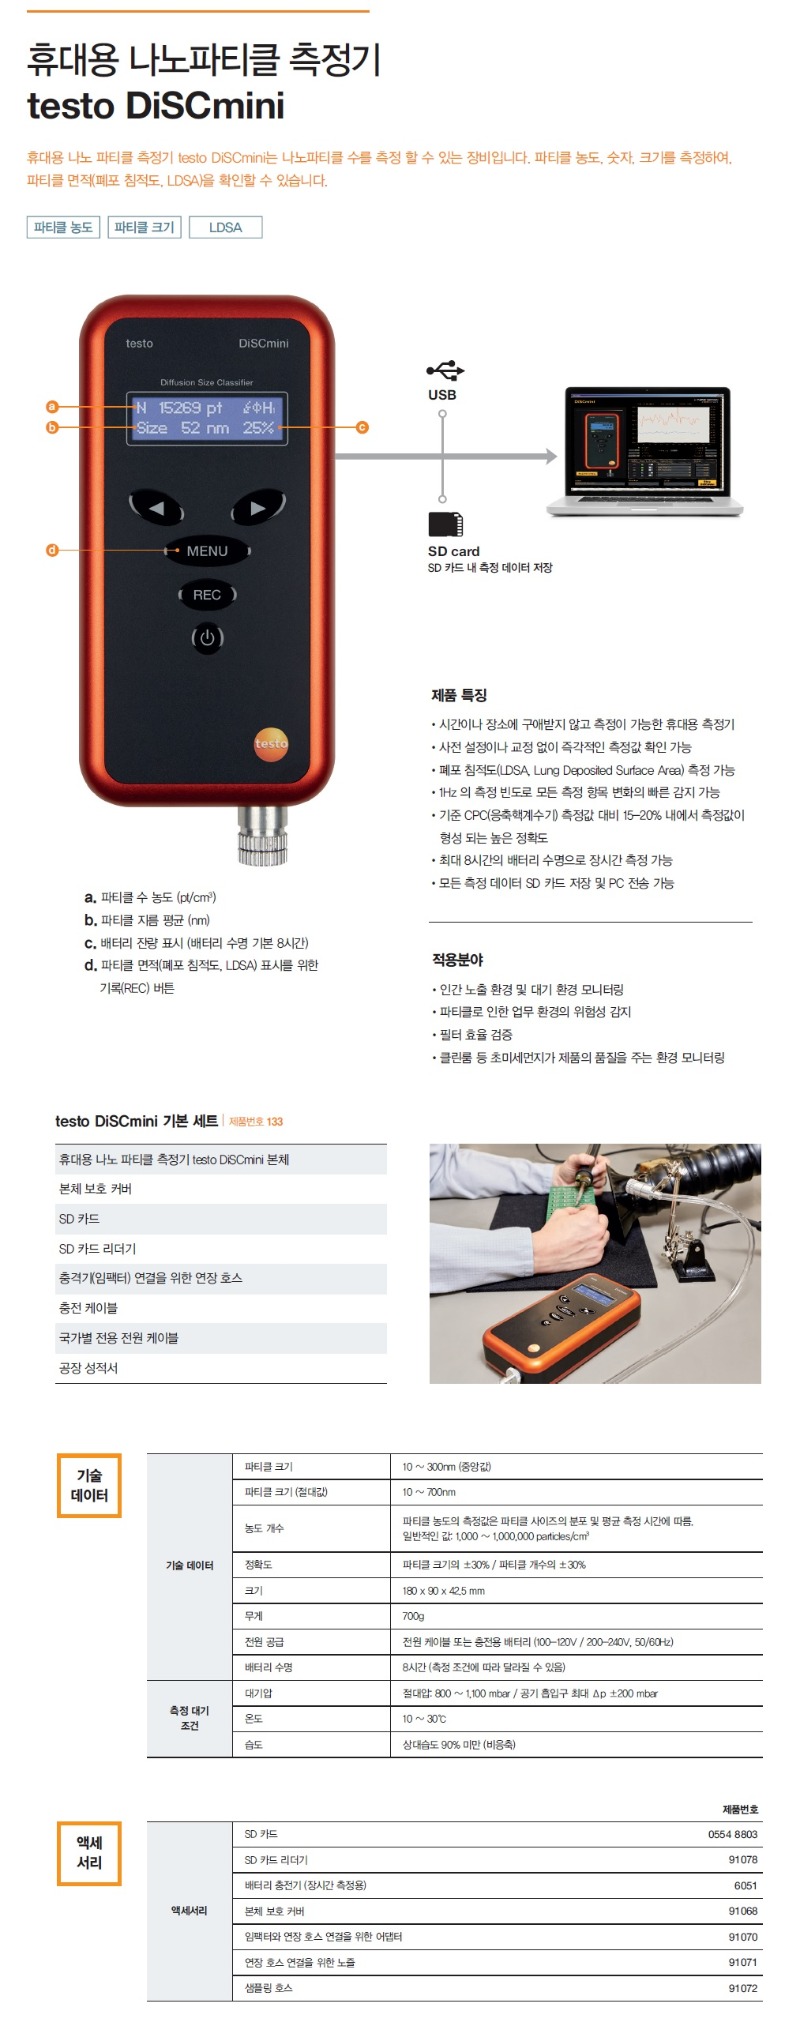 휴대용 나노파티클 측정기
testo DiSCmini
휴대용 나노 파티클 측정기 testo DiSCmini는 나노파티클 수를 측정 할 수 있는 장비입니다. 파티클 농도, 숫자, 크기를 측정하여,
파티클 면적(폐포 침적도, LDSA)을 확인할 수 있습니다.
파티클 농도
파티클 크기
LDSA
testo DiSCmini
Diffusion Size Classifier
N 15269 pt
Size 52 nm 25%
a
b
c
d
MENU
REC
testo
USB
SD card
SD 카드 내 측정 데이터 저장
a. 파티클 수 농도 (pt/cm³)
b. 파티클 지름 평균 (nm)
c. 배터리 잔량 표시 (배터리 수명 기본 8시간)
d. 파티클 면적(폐포 침적도, LDSA) 표시를 위한
기록(REC) 버튼
제품 특징
• 시간이나 장소에 구애받지 않고 측정이 가능한 휴대용 측정기
• 사전 설정이나 교정 없이 즉각적인 측정값 확인 가능
• 폐포 침적도(LDSA, Lung Deposited Surface Area) 측정 가능
• 1Hz 의 측정 빈도로 모든 측정 항목 변화의 빠른 감지 가능
• 기준 CPC(응축핵계수기) 측정값 대비 15-20% 내에서 측정값이
형성 되는 높은 정확도
• 최대 8시간의 배터리 수명으로 장시간 측정 가능
• 모든 측정 데이터 SD 카드 저장 및 PC 전송 가능
적용분야
• 인간 노출 환경 및 대기 환경 모니터링
• 파티클로 인한 업무 환경의 위험성 감지
• 필터 효율 검증
• 클린룸 등 초미세먼지가 제품의 품질을 주는 환경 모니터링
testo DiSCmini 기본 세트 | 제품번호 133
휴대용 나노 파티클 측정기 testo DiSCmini 본체
본체 보호 커버
SD 카드
SD 카드 리더기
충격기(임팩터) 연결을 위한 연장 호스
충전 케이블
국가별 전용 전원 케이블
공장 성적서
기술
데이터
기술 데이터
파티클 크기 10 ~ 300nm (중앙값)
파티클 크기 (절대값) 10 ~ 700nm
농도 개수 파티클 농도의 측정값은 파티클 사이즈의 분포 및 평균 측정 시간에 따름.
일반적인 값: 1,000 ~ 1,000,000 particles/cm³
정확도 파티클 크기의 ±30% / 파티클 개수의 ±30%
크기 180 x 90 x 42.5 mm
무게 700g
전원 공급 전원 케이블 또는 충전용 배터리 (100-120V / 200-240V, 50/60Hz)
배터리 수명 8시간 (측정 조건에 따라 달라질 수 있음)
측정 대기
조건
대기압 절대압: 800 ~ 1,100 mbar / 공기 흡입구 최대 Δp ±200 mbar
온도 10 ~ 30℃
습도 상대습도 90% 미만 (비응축)
액세
서리
제품번호
액세서리
SD 카드 0554 8803
SD 카드 리더기 91078
배터리 충전기 (장시간 측정용) 6051
본체 보호 커버 91068
임팩터와 연장 호스 연결을 위한 어댑터 91070
연장 호스 연결을 위한 노즐 91071
샘플링 호스 91072